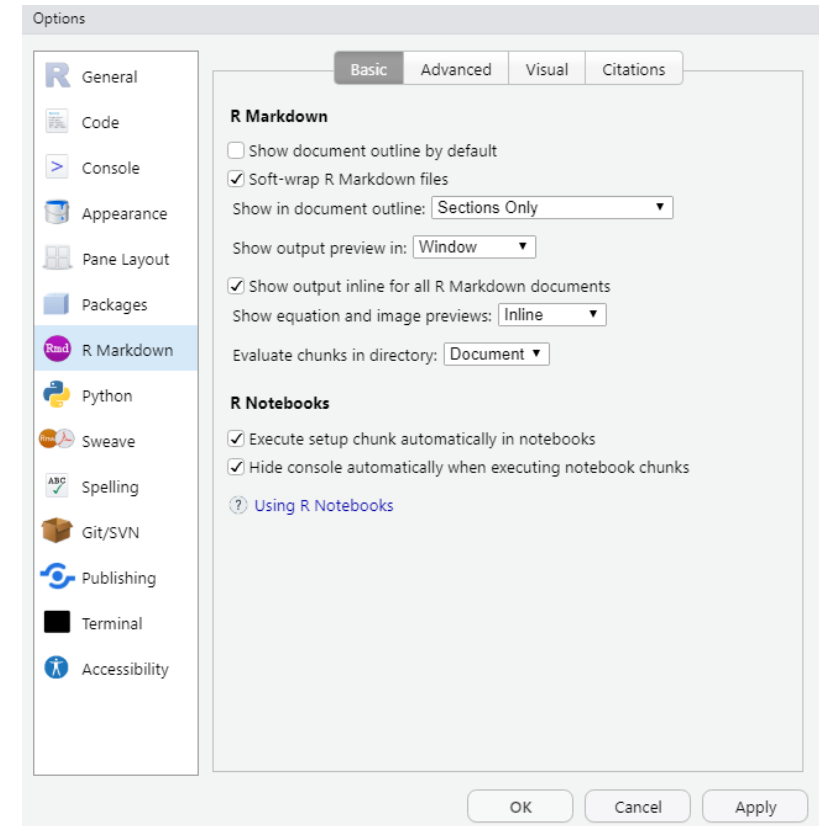 Options
General
Code
Console
Appearance
Pane Layout
Packages
Rmd R Markdown
Python
Sweave
ABC Spelling
Git/SVN
Publishing
Terminal
Accessibility
Basic Advanced Visual Citations
R Markdown
Show document outline by default
Soft-wrap R Markdown files
Show in document outline: Sections Only
Show output preview in: Window
Show output inline for all R Markdown documents
Show equation and image previews: Inline
Evaluate chunks in directory: Document
R Notebooks
Execute setup chunk automatically in notebooks
Hide console automatically when executing notebook chunks
? Using R Notebooks
OK Cancel Apply